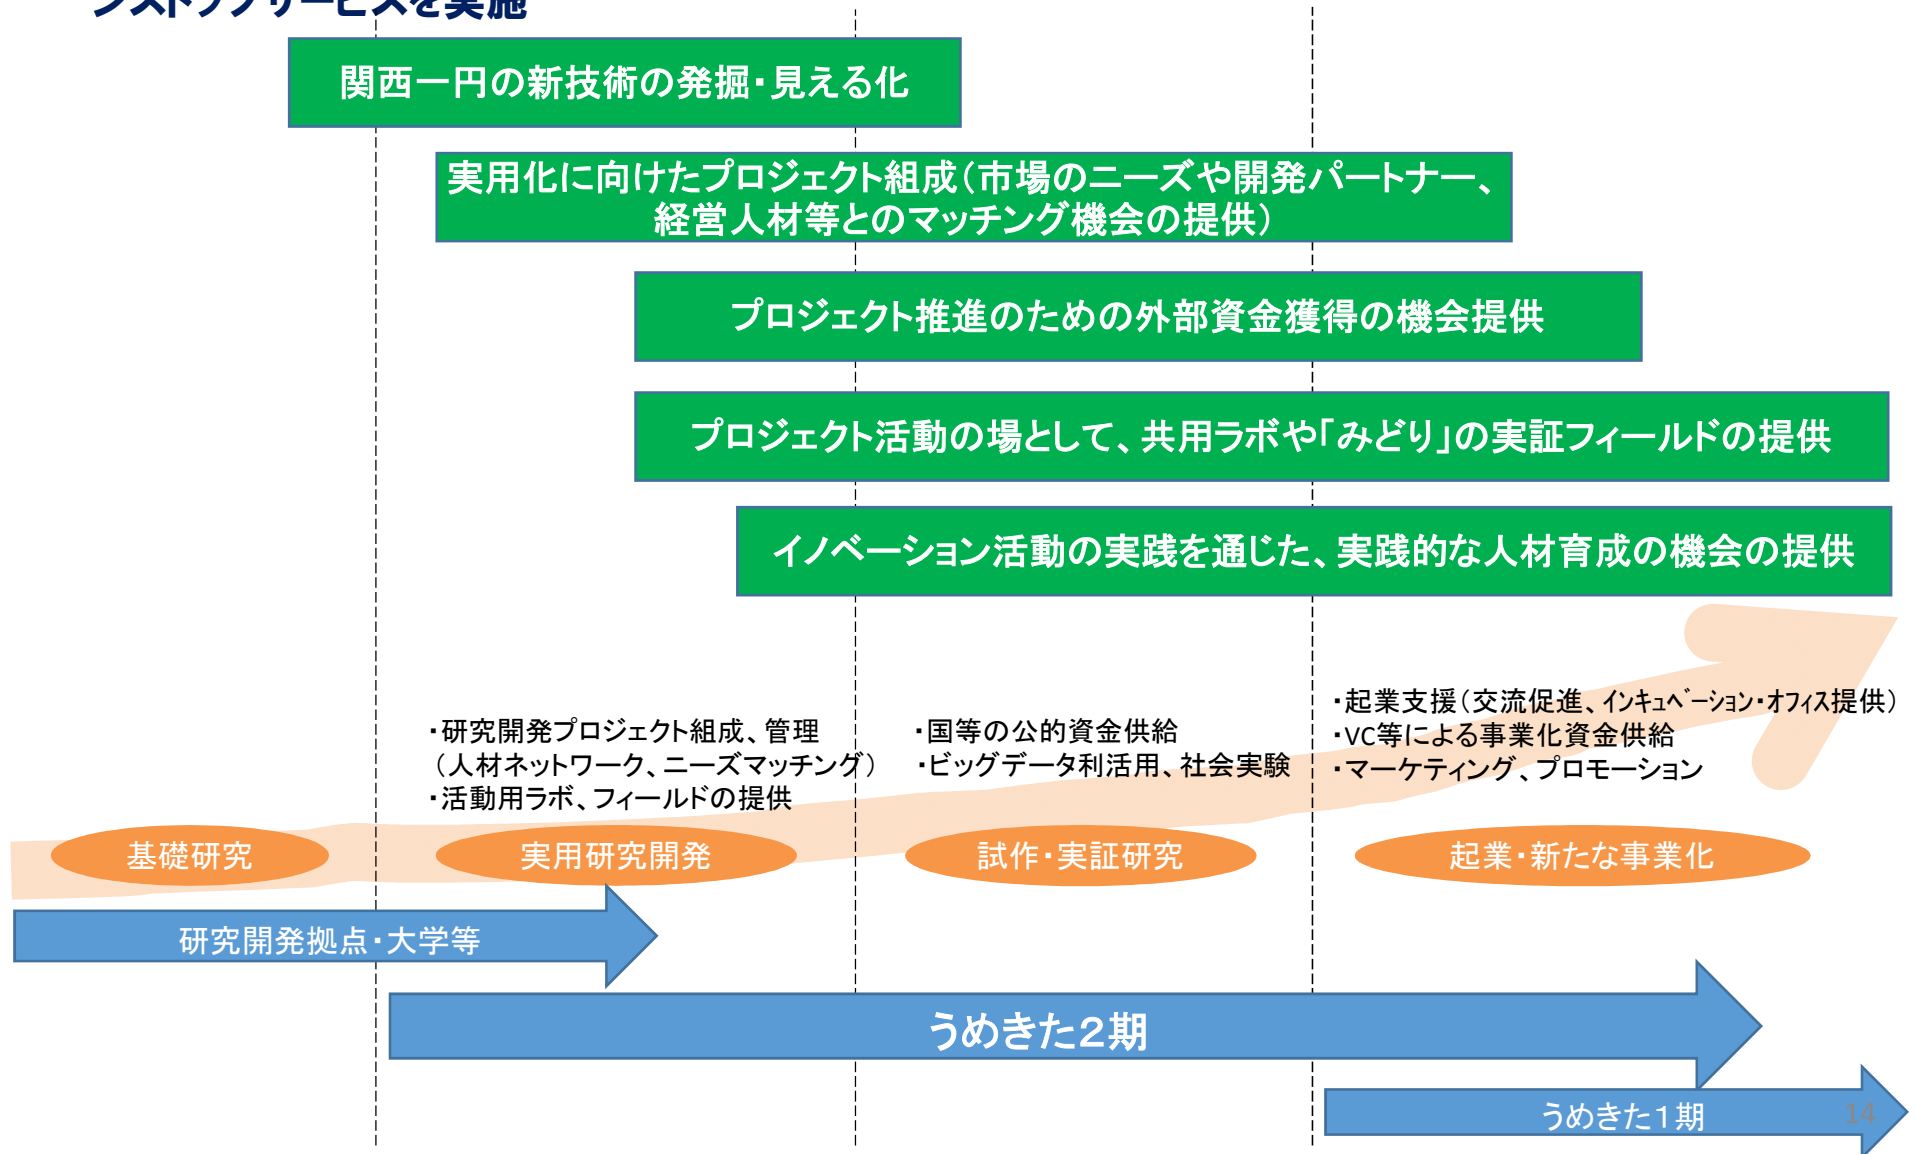 ンストップサービスを実施
関西一円の新技術の発掘・見える化
実用化に向けたプロジェクト組成（市場のニーズや開発パートナー、
経営人材等とのマッチング機会の提供）
プロジェクト推進のための外部資金獲得の機会提供
プロジェクト活動の場として、共用ラボや「みどり」の実証フィールドの提供
イノベーション活動の実践を通じた、実践的な人材育成の機会の提供
・研究開発プロジェクト組成、管理
（人材ネットワーク、ニーズマッチング）
・活動用ラボ、フィールドの提供
・国等の公的資金供給
・ビッグデータ利活用、社会実験
・起業支援（交流促進、ｲﾝｷｭﾍﾞｰｼｮﾝ・ｵﾌｨｽ提供）
・VC等による事業化資金供給
・マーケティング、プロモーション
基礎研究
実用研究開発
試作・実証研究
起業・新たな事業化
研究開発拠点・大学等
うめきた２期
うめきた１期
14